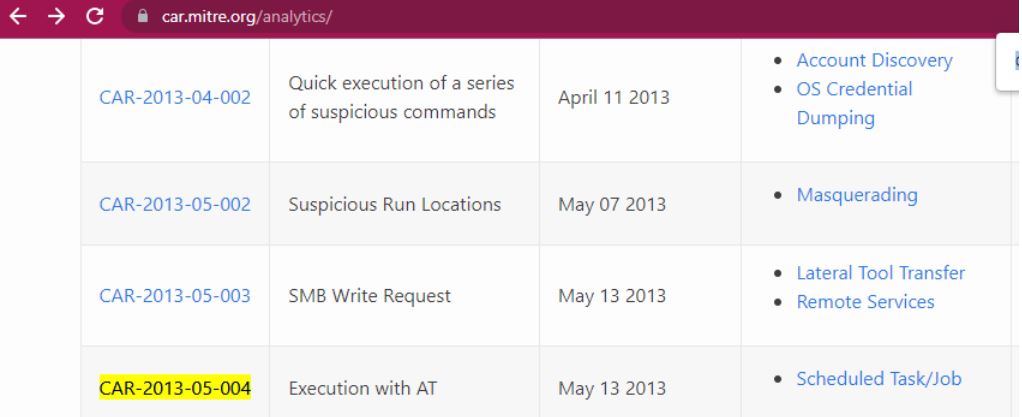 car.mitre.org/analytics/
Account Discovery
CAR-2013-04-002 Quick execution of a series of suspicious commands April 11 2013 OS Credential Dumping
CAR-2013-05-002 Suspicious Run Locations May 07 2013 Masquerading
CAR-2013-05-003 SMB Write Request May 13 2013 Lateral Tool Transfer
Remote Services
CAR-2013-05-004 Execution with AT May 13 2013 Scheduled Task/Job